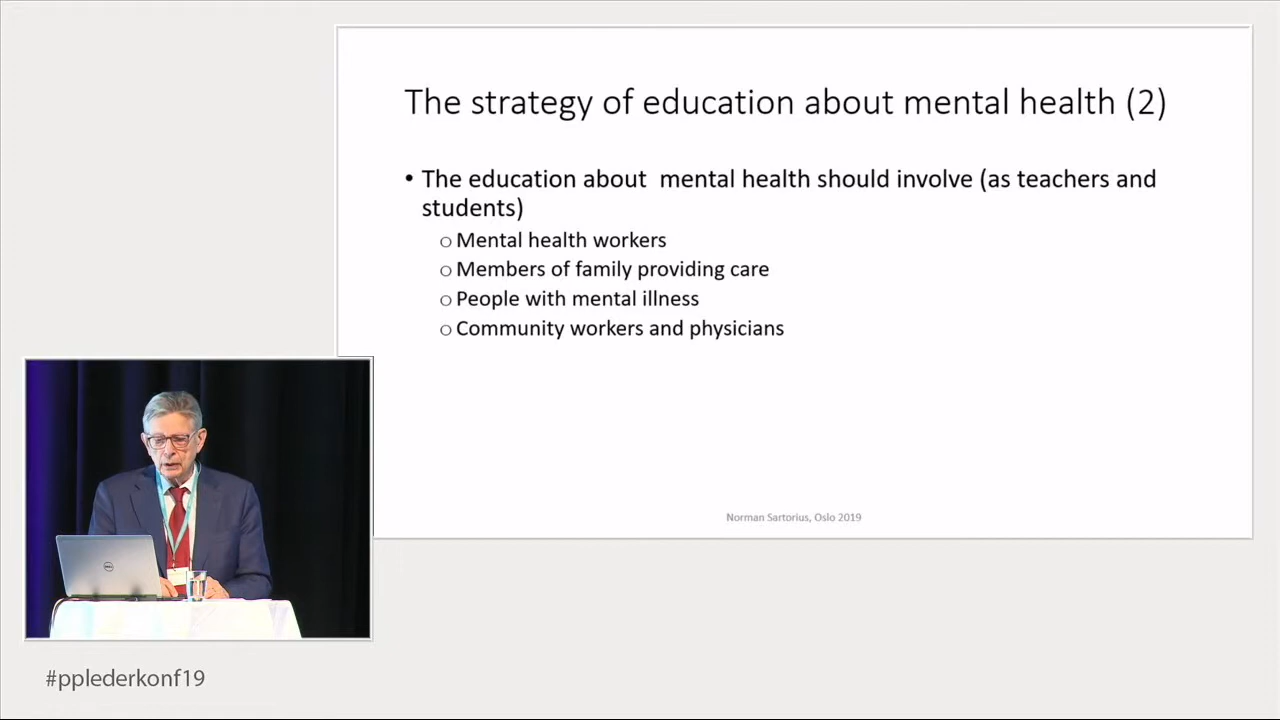 The strategy of education about mental health (2)
• The education about  mental health should involve (as teachers and
students)
o Mental health workers
o Members of family providing care
o People with mental illness
o Community workers and physicians
Norman Sartorius, Oslo 2019
DELL
#pplederkonf19